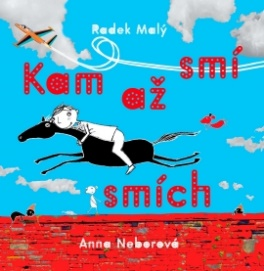 Radek Malý
Kam až
smí
smích
Anna Neborová